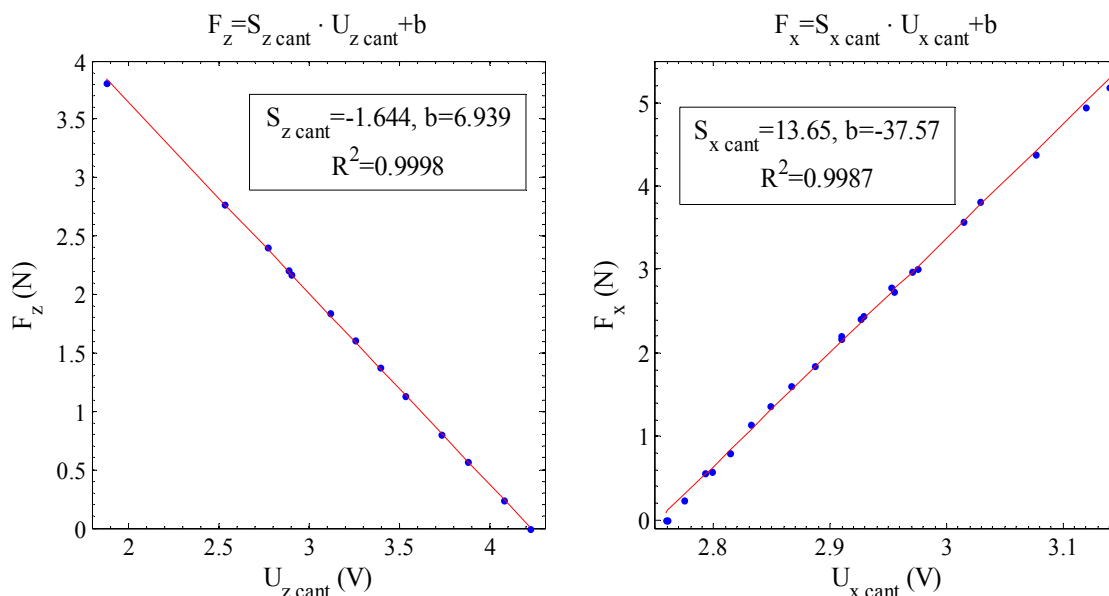 F_z=S_z cant · U_z cant+b
4
3.5
3
2.5
2
1.5
1
0.5
0
F_z (N)
S_z cant=-1.644, b=6.939
R²=0.9998
2 2.5 3 3.5 4
U_z cant (V)
F_x=S_x cant · U_x cant+b
5
4
3
2
1
0
F_x (N)
S_x cant=13.65, b=-37.57
R²=0.9987
2.8 2.9 3 3.1
U_x cant (V)